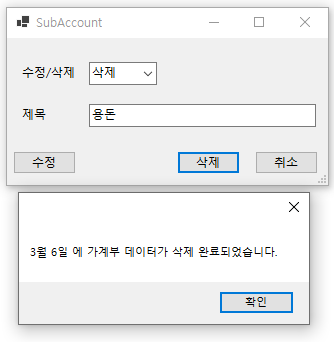 SubAccount
수정/삭제 삭제
제목 용돈
수정 삭제 취소
3월 6일 에 가계부 데이터가 삭제 완료되었습니다.
확인